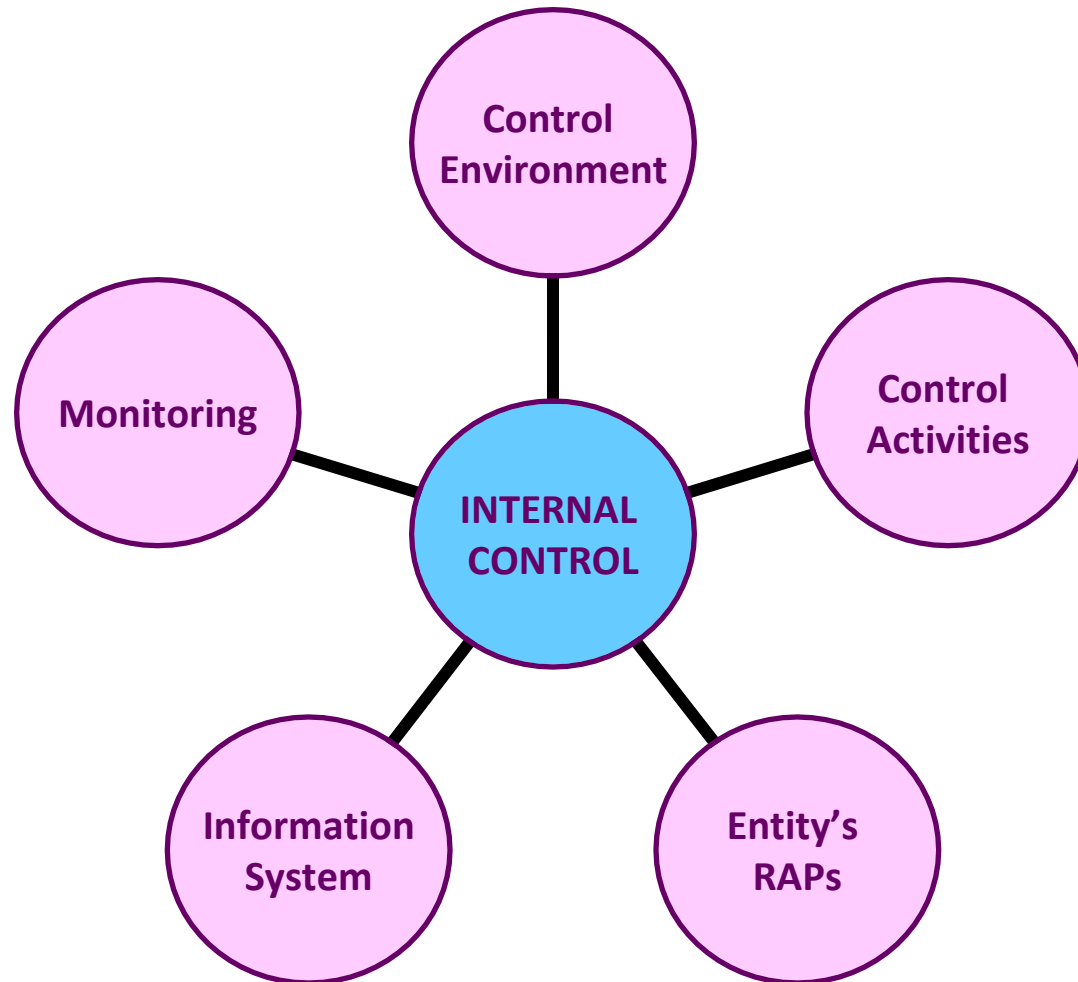 Control
Environment
Monitoring
Control
Activities
INTERNAL
CONTROL
Information
System
Entity’s
RAPs